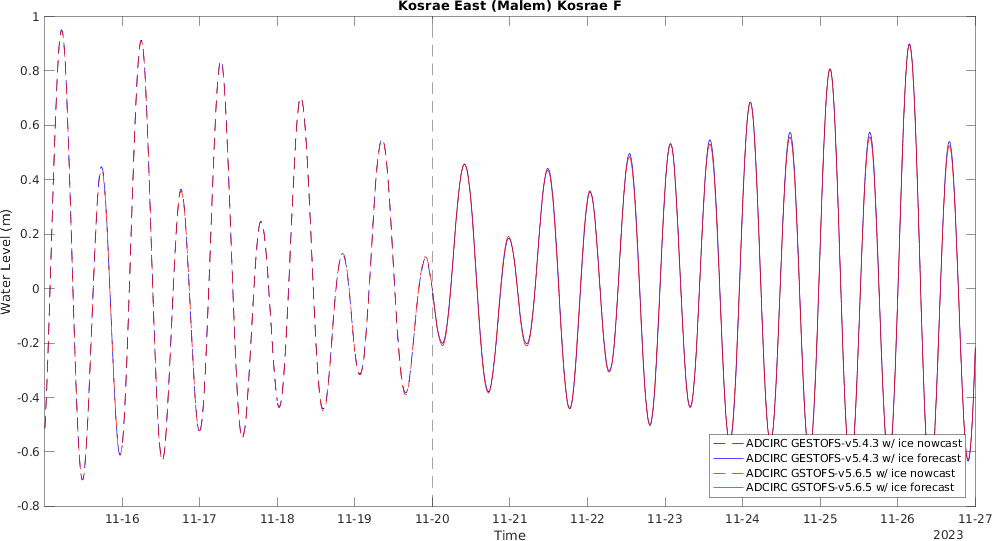 Kosrae East (Malem) Kosrae F
1
0.8
0.6
0.4
0.2
0
-0.2
-0.4
-0.6
-0.8
Water Level (m)
ADCIRC GESTOFS-v5.4.3 w/ ice nowcast
ADCIRC GESTOFS-v5.4.3 w/ ice forecast
ADCIRC GSTOFS-v5.6.5 w/ ice nowcast
ADCIRC GSTOFS-v5.6.5 w/ ice forecast
11-16 11-17 11-18 11-19 11-20 11-21 11-22 11-23 11-24 11-25 11-26 11-27
Time
2023